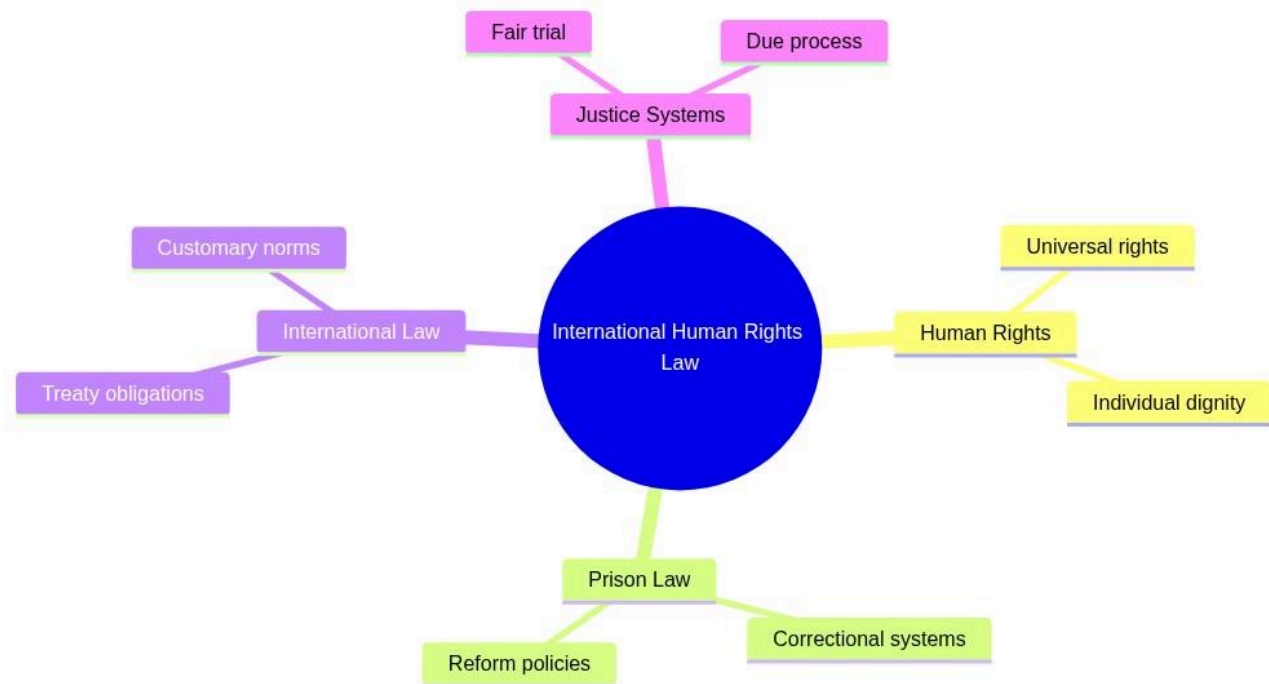 Fair trial
Due process
Justice Systems
Customary norms
Universal rights
International Law
International Human Rights
Law
Human Rights
Treaty obligations
Individual dignity
Prison Law
Correctional systems
Reform policies